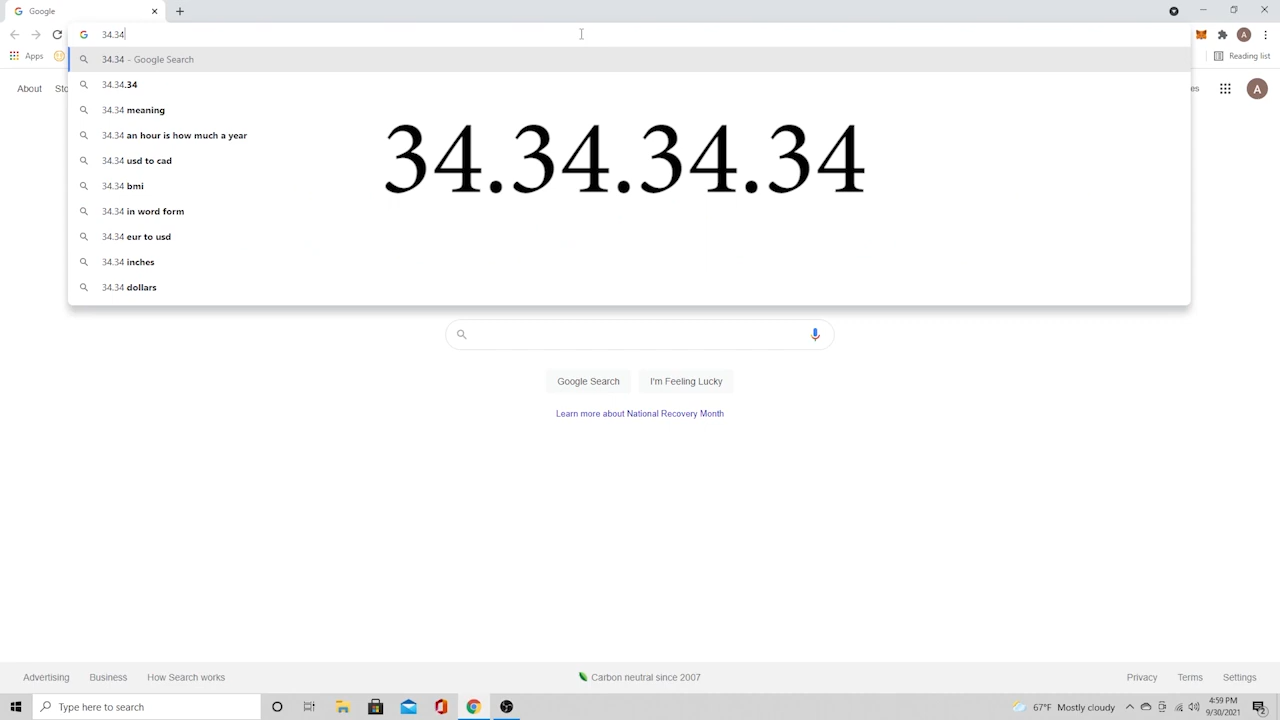 Google
34.34
Apps
Reading list
34.34 - Google Search
About
Sto
es
A
A
34.34.34
34.34 meaning
34.34 an hour is how much a year
34.34 usd to cad
34.34 bmi
34.34 in word form
34.34 eur to usd
34.34 inches
34.34 dollars
34.34.34.34
Google Search
I'm Feeling Lucky
Learn more about National Recovery Month
Advertising
Business
How Search works
Carbon neutral since 2007
Privacy
Terms
Settings
Type here to search
67°F Mostly cloudy
4:59 PM
9/30/2021
2